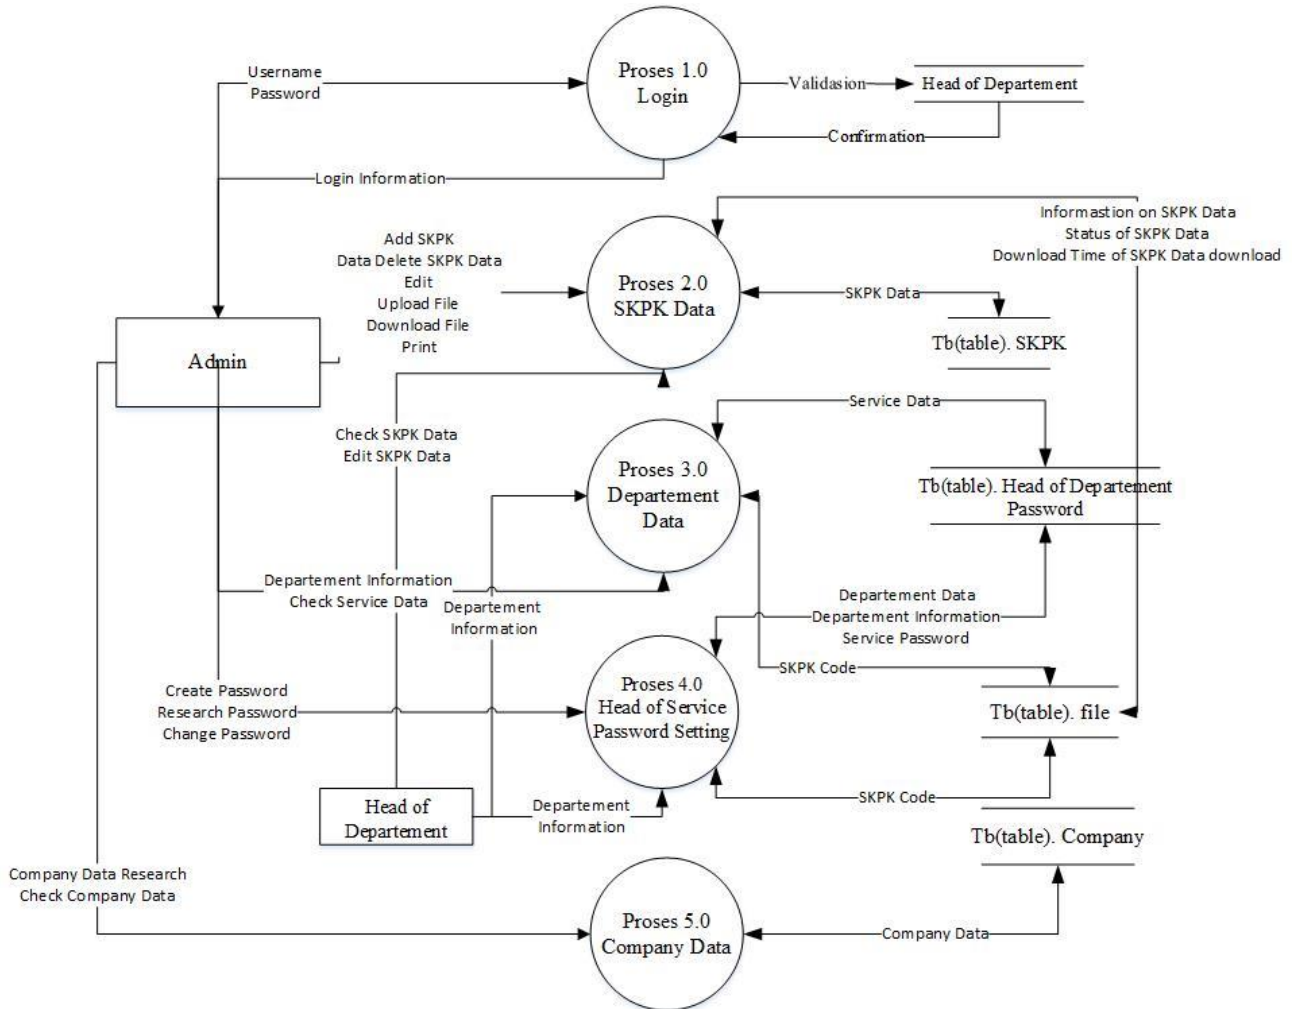 Proses 1.0
Login
Username
Password
Validasion
Head of Departement
Confirmation
Login Information
Informastion on SKPK Data
Status of SKPK Data
Download Time of SKPK Data download
Add SKPK
Data Delete SKPK Data
Edit
Upload File
Download File
Print
Proses 2.0
SKPK Data
SKPK Data
Tb(table). SKPK
Admin
Check SKPK Data
Edit SKPK Data
Service Data
Proses 3.0
Departement
Data
Tb(table). Head of Departement
Password
Departement Information
Check Service Data
Departement
Information
Departement Data
Departement Information
Service Password
SKPK Code
Create Password
Research Password
Change Password
Proses 4.0
Head of Service
Password Setting
Tb(table). file
SKPK Code
Head of
Departement
Departement
Information
Tb(table). Company
Company Data Research
Check Company Data
Proses 5.0
Company Data
Company Data